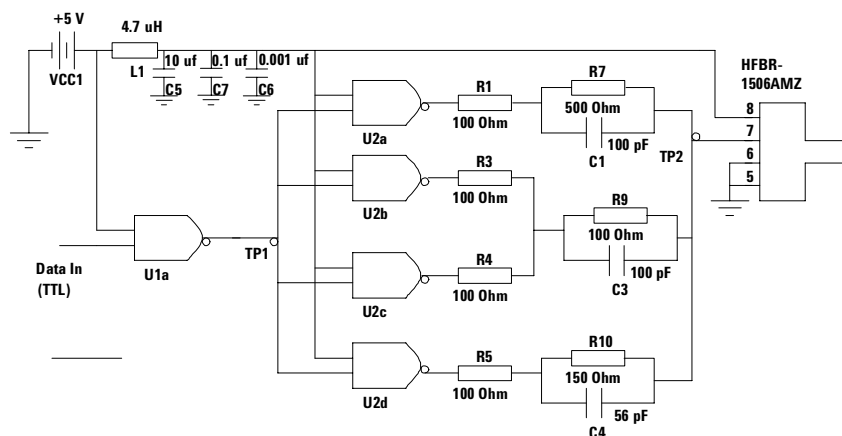 +5 V
VCC1
4.7 uH
L1
10 uf
C5
0.1 uf
C7
0.001 uf
C6
HFBR-
1506AMZ
8
7
6
5
U2a
R1
100 Ohm
R7
500 Ohm
100 pF
C1
TP2
U2b
R3
100 Ohm
U1a
TP1
Data In
(TTL)
R9
100 Ohm
100 pF
C3
U2c
R4
100 Ohm
U2d
R5
100 Ohm
R10
150 Ohm
56 pF
C4